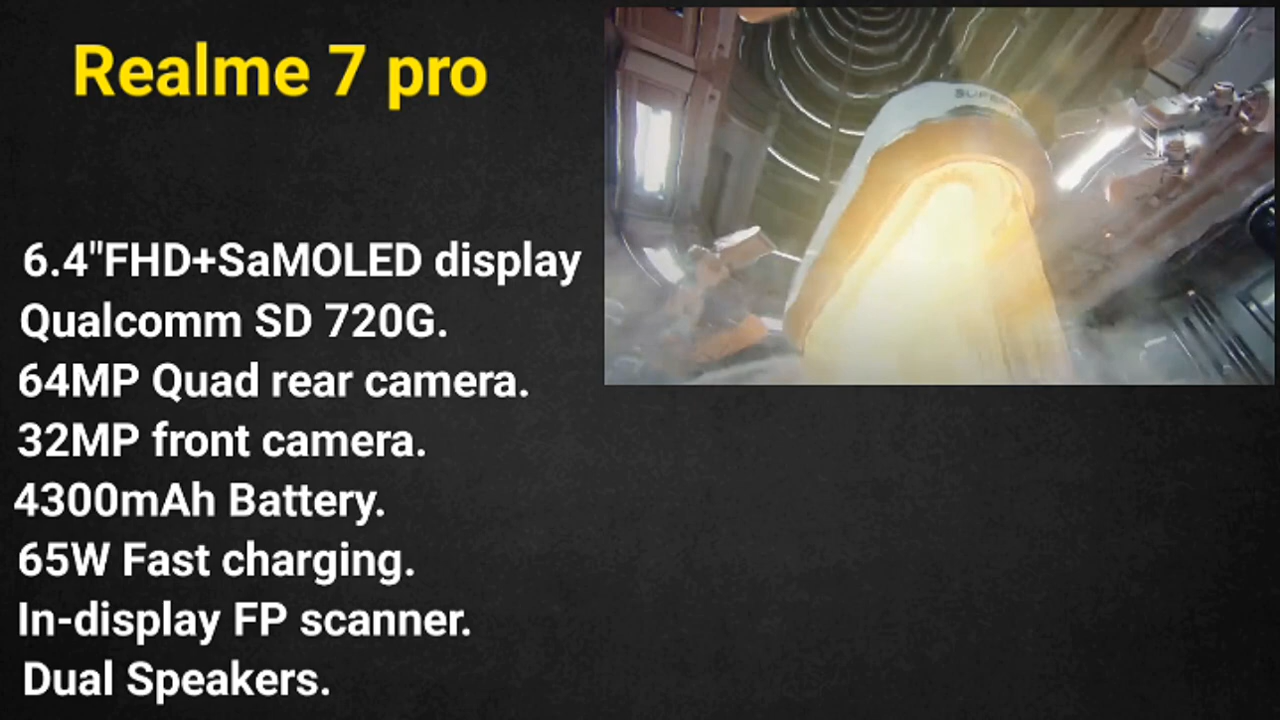 Realme 7 pro
6.4"FHD+SaMOLED display
Qualcomm SD 720G.
64MP Quad rear camera.
32MP front camera.
4300mAh Battery.
65W Fast charging.
In-display FP scanner.
Dual Speakers.